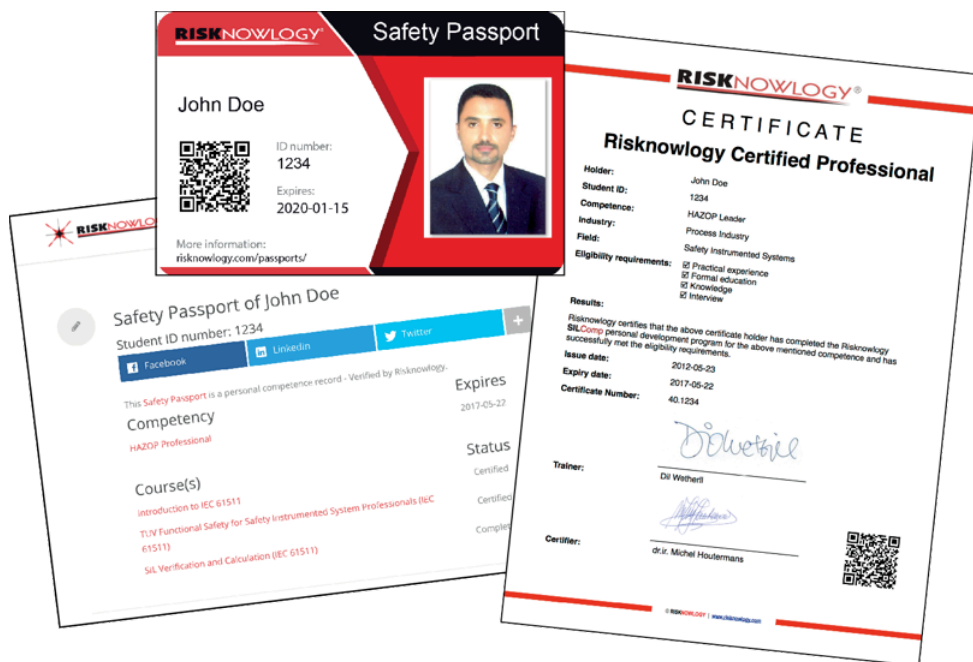 RISKNOWLOGY®
Safety Passport
John Doe
ID number:
1234
Expires:
2020-01-15
More information:
risknowlogy.com/passports/
RISKNOWLO
Safety Passport of John Doe
Student ID number: 1234
Facebook
Linkedin
Twitter
+
This Safety Passport is a personal competence record - Verified by Risknowlogy.
Competency
Expires
HAZOP Professional
2017-05-22
Course(s)
Status
Introduction to IEC 61511
Certified
TUV Functional Safety for Safety Instrumented System Professionals (IEC
61511)
Certified
SIL Verification and Calculation (IEC 61511)
Complet
RISKNOWLOGY®
CERTIFICATE
Risknowlogy Certified Professional
Holder: John Doe
Student ID: 1234
Competence: HAZOP Leader
Industry: Process Industry
Field: Safety Instrumented Systems
Eligibility requirements: ☑ Practical experience
☑ Formal education
☑ Knowledge
☑ Interview
Results:
Risknowlogy certifies that the above certificate holder has completed the Risknowlogy
SILComp personal development program for the above mentioned competence and has
successfully met the eligibility requirements.
Issue date: 2012-05-23
Expiry date: 2017-05-22
Certificate Number: 40.1234
Trainer:
Dil Wetherll
Certifier:
dr.ir. Michel Houtermans
© RISKNOWLOGY | www.risknowlogy.com